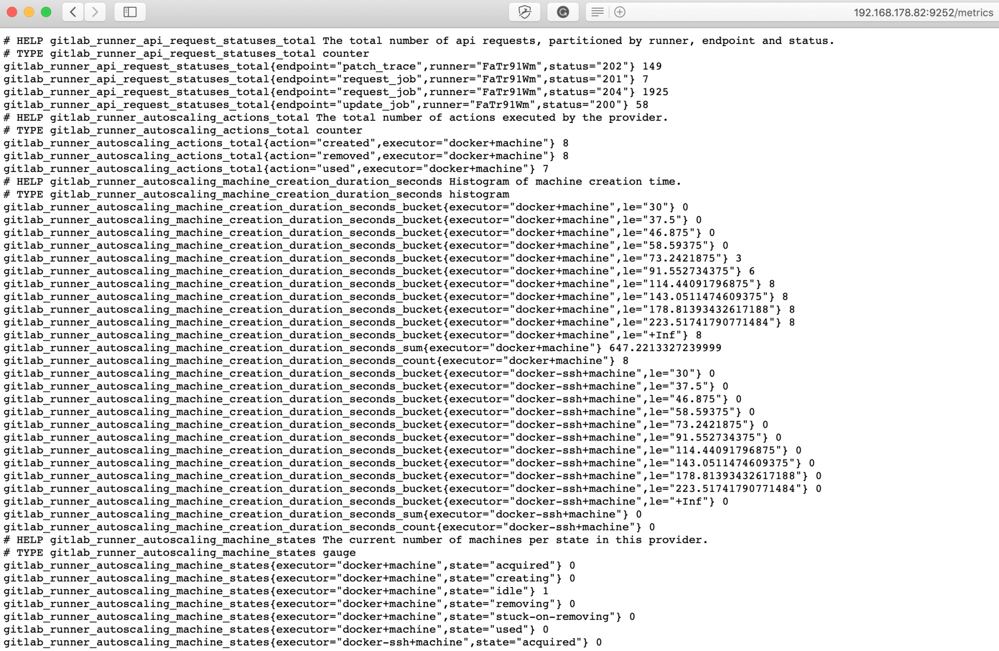 192.168.178.82:9252/metrics
# HELP gitlab_runner_api_request_statuses_total The total number of api requests, partitioned by runner, endpoint and status.
# TYPE gitlab_runner_api_request_statuses_total counter
gitlab_runner_api_request_statuses_total{endpoint="patch_trace",runner="FaTr91Wm",status="202"} 149
gitlab_runner_api_request_statuses_total{endpoint="request_job",runner="FaTr91Wm",status="201"} 7
gitlab_runner_api_request_statuses_total{endpoint="request_job",runner="FaTr91Wm",status="204"} 1925
gitlab_runner_api_request_statuses_total{endpoint="update_job",runner="FaTr91Wm",status="200"} 58
# HELP gitlab_runner_autoscaling_actions_total The total number of actions executed by the provider.
# TYPE gitlab_runner_autoscaling_actions_total counter
gitlab_runner_autoscaling_actions_total{action="created",executor="docker+machine"} 8
gitlab_runner_autoscaling_actions_total{action="removed",executor="docker+machine"} 8
gitlab_runner_autoscaling_actions_total{action="used",executor="docker+machine"} 7
# HELP gitlab_runner_autoscaling_machine_creation_duration_seconds Histogram of machine creation time.
# TYPE gitlab_runner_autoscaling_machine_creation_duration_seconds histogram
gitlab_runner_autoscaling_machine_creation_duration_seconds_bucket{executor="docker+machine",le="30"} 0
gitlab_runner_autoscaling_machine_creation_duration_seconds_bucket{executor="docker+machine",le="37.5"} 0
gitlab_runner_autoscaling_machine_creation_duration_seconds_bucket{executor="docker+machine",le="46.875"} 0
gitlab_runner_autoscaling_machine_creation_duration_seconds_bucket{executor="docker+machine",le="58.59375"} 0
gitlab_runner_autoscaling_machine_creation_duration_seconds_bucket{executor="docker+machine",le="73.2421875"} 3
gitlab_runner_autoscaling_machine_creation_duration_seconds_bucket{executor="docker+machine",le="91.552734375"} 6
gitlab_runner_autoscaling_machine_creation_duration_seconds_bucket{executor="docker+machine",le="114.44091796875"} 8
gitlab_runner_autoscaling_machine_creation_duration_seconds_bucket{executor="docker+machine",le="143.0511474609375"} 8
gitlab_runner_autoscaling_machine_creation_duration_seconds_bucket{executor="docker+machine",le="178.81393432617188"} 8
gitlab_runner_autoscaling_machine_creation_duration_seconds_bucket{executor="docker+machine",le="223.51741790771484"} 8
gitlab_runner_autoscaling_machine_creation_duration_seconds_bucket{executor="docker+machine",le="+Inf"} 8
gitlab_runner_autoscaling_machine_creation_duration_seconds_sum{executor="docker+machine"} 647.2213327239999
gitlab_runner_autoscaling_machine_creation_duration_seconds_count{executor="docker+machine"} 8
gitlab_runner_autoscaling_machine_creation_duration_seconds_bucket{executor="docker-ssh+machine",le="30"} 0
gitlab_runner_autoscaling_machine_creation_duration_seconds_bucket{executor="docker-ssh+machine",le="37.5"} 0
gitlab_runner_autoscaling_machine_creation_duration_seconds_bucket{executor="docker-ssh+machine",le="46.875"} 0
gitlab_runner_autoscaling_machine_creation_duration_seconds_bucket{executor="docker-ssh+machine",le="58.59375"} 0
gitlab_runner_autoscaling_machine_creation_duration_seconds_bucket{executor="docker-ssh+machine",le="73.2421875"} 0
gitlab_runner_autoscaling_machine_creation_duration_seconds_bucket{executor="docker-ssh+machine",le="91.552734375"} 0
gitlab_runner_autoscaling_machine_creation_duration_seconds_bucket{executor="docker-ssh+machine",le="114.44091796875"} 0
gitlab_runner_autoscaling_machine_creation_duration_seconds_bucket{executor="docker-ssh+machine",le="143.0511474609375"} 0
gitlab_runner_autoscaling_machine_creation_duration_seconds_bucket{executor="docker-ssh+machine",le="178.81393432617188"} 0
gitlab_runner_autoscaling_machine_creation_duration_seconds_bucket{executor="docker-ssh+machine",le="223.51741790771484"} 0
gitlab_runner_autoscaling_machine_creation_duration_seconds_bucket{executor="docker-ssh+machine",le="+Inf"} 0
gitlab_runner_autoscaling_machine_creation_duration_seconds_sum{executor="docker-ssh+machine"} 0
gitlab_runner_autoscaling_machine_creation_duration_seconds_count{executor="docker-ssh+machine"} 0
# HELP gitlab_runner_autoscaling_machine_states The current number of machines per state in this provider.
# TYPE gitlab_runner_autoscaling_machine_states gauge
gitlab_runner_autoscaling_machine_states{executor="docker+machine",state="acquired"} 0
gitlab_runner_autoscaling_machine_states{executor="docker+machine",state="creating"} 0
gitlab_runner_autoscaling_machine_states{executor="docker+machine",state="idle"} 1
gitlab_runner_autoscaling_machine_states{executor="docker+machine",state="removing"} 0
gitlab_runner_autoscaling_machine_states{executor="docker+machine",state="stuck-on-removing"} 0
gitlab_runner_autoscaling_machine_states{executor="docker+machine",state="used"} 0
gitlab_runner_autoscaling_machine_states{executor="docker-ssh+machine",state="acquired"} 0